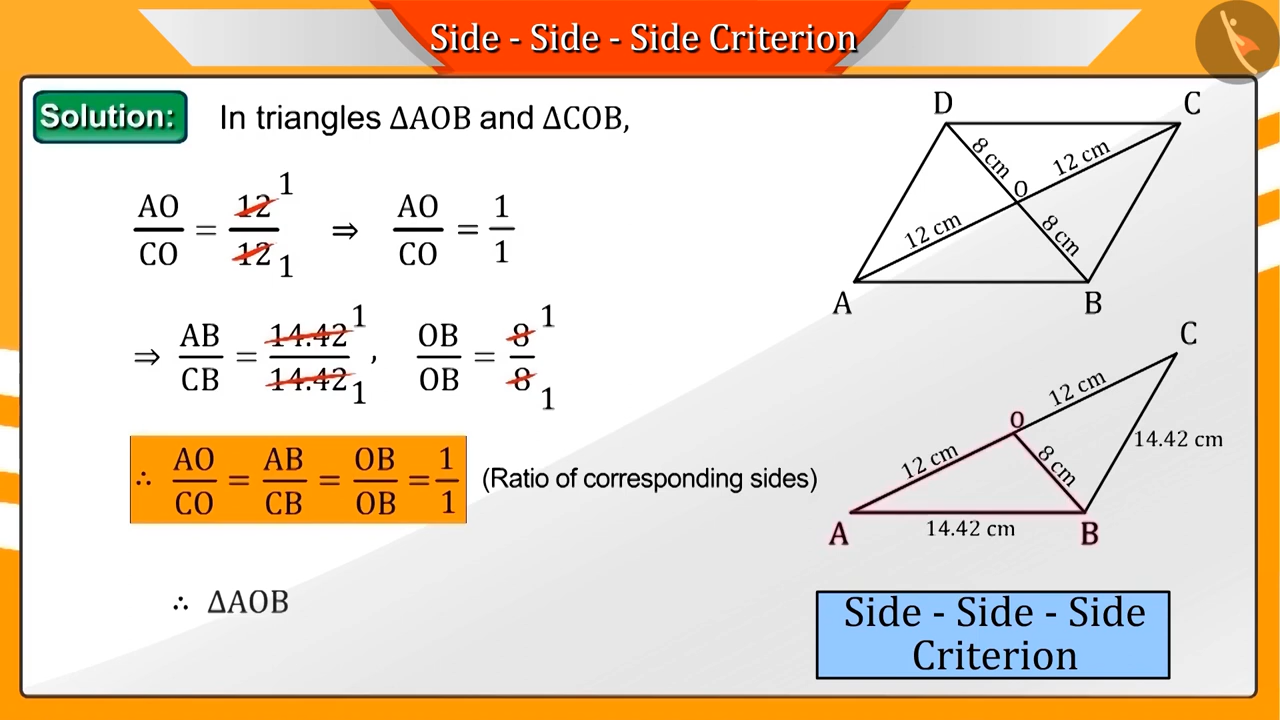 Side - Side - Side Criterion
Solution: In triangles ΔAOB and ΔCOB,
AO/CO = 12/12 1 1 ⇒ AO/CO = 1/1
⇒ AB/CB = 14.42/14.42 1 1 , OB/OB = 8/8 1 1
∴ AO/CO = AB/CB = OB/OB = 1/1 (Ratio of corresponding sides)
∴ ΔAOB
D C
8 cm 12 cm
O
12 cm 8 cm
A B
C
12 cm
O
14.42 cm
12 cm 8 cm
A 14.42 cm B
Side - Side - Side
Criterion